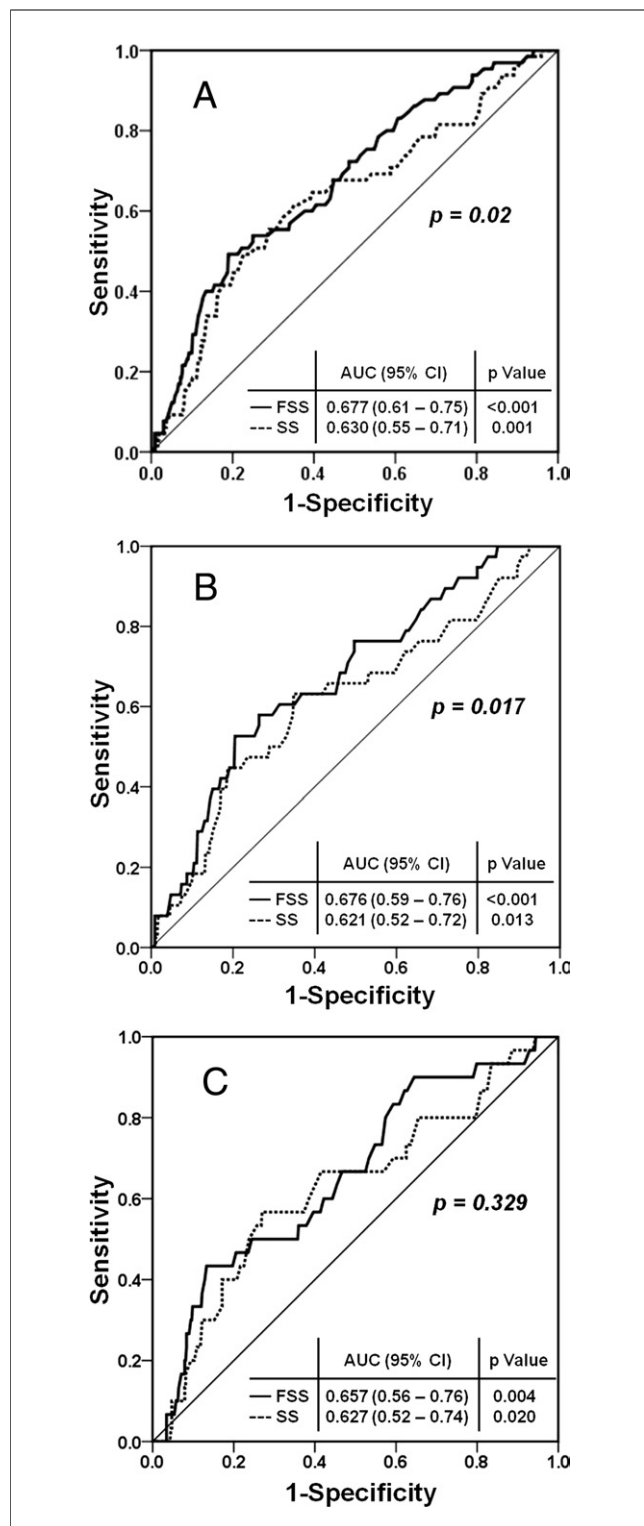 A
1.0
0.8
0.6
0.4
0.2
0.0
Sensitivity
p = 0.02
AUC (95% CI) p Value
FSS 0.677 (0.61 – 0.75) <0.001
SS 0.630 (0.55 – 0.71) 0.001
0.0 0.2 0.4 0.6 0.8 1.0
1-Specificity
B
1.0
0.8
0.6
0.4
0.2
0.0
Sensitivity
p = 0.017
AUC (95% CI) p Value
FSS 0.676 (0.59 – 0.76) <0.001
SS 0.621 (0.52 – 0.72) 0.013
0.0 0.2 0.4 0.6 0.8 1.0
1-Specificity
C
1.0
0.8
0.6
0.4
0.2
0.0
Sensitivity
p = 0.329
AUC (95% CI) p Value
FSS 0.657 (0.56 – 0.76) 0.004
SS 0.627 (0.52 – 0.74) 0.020
0.0 0.2 0.4 0.6 0.8 1.0
1-Specificity